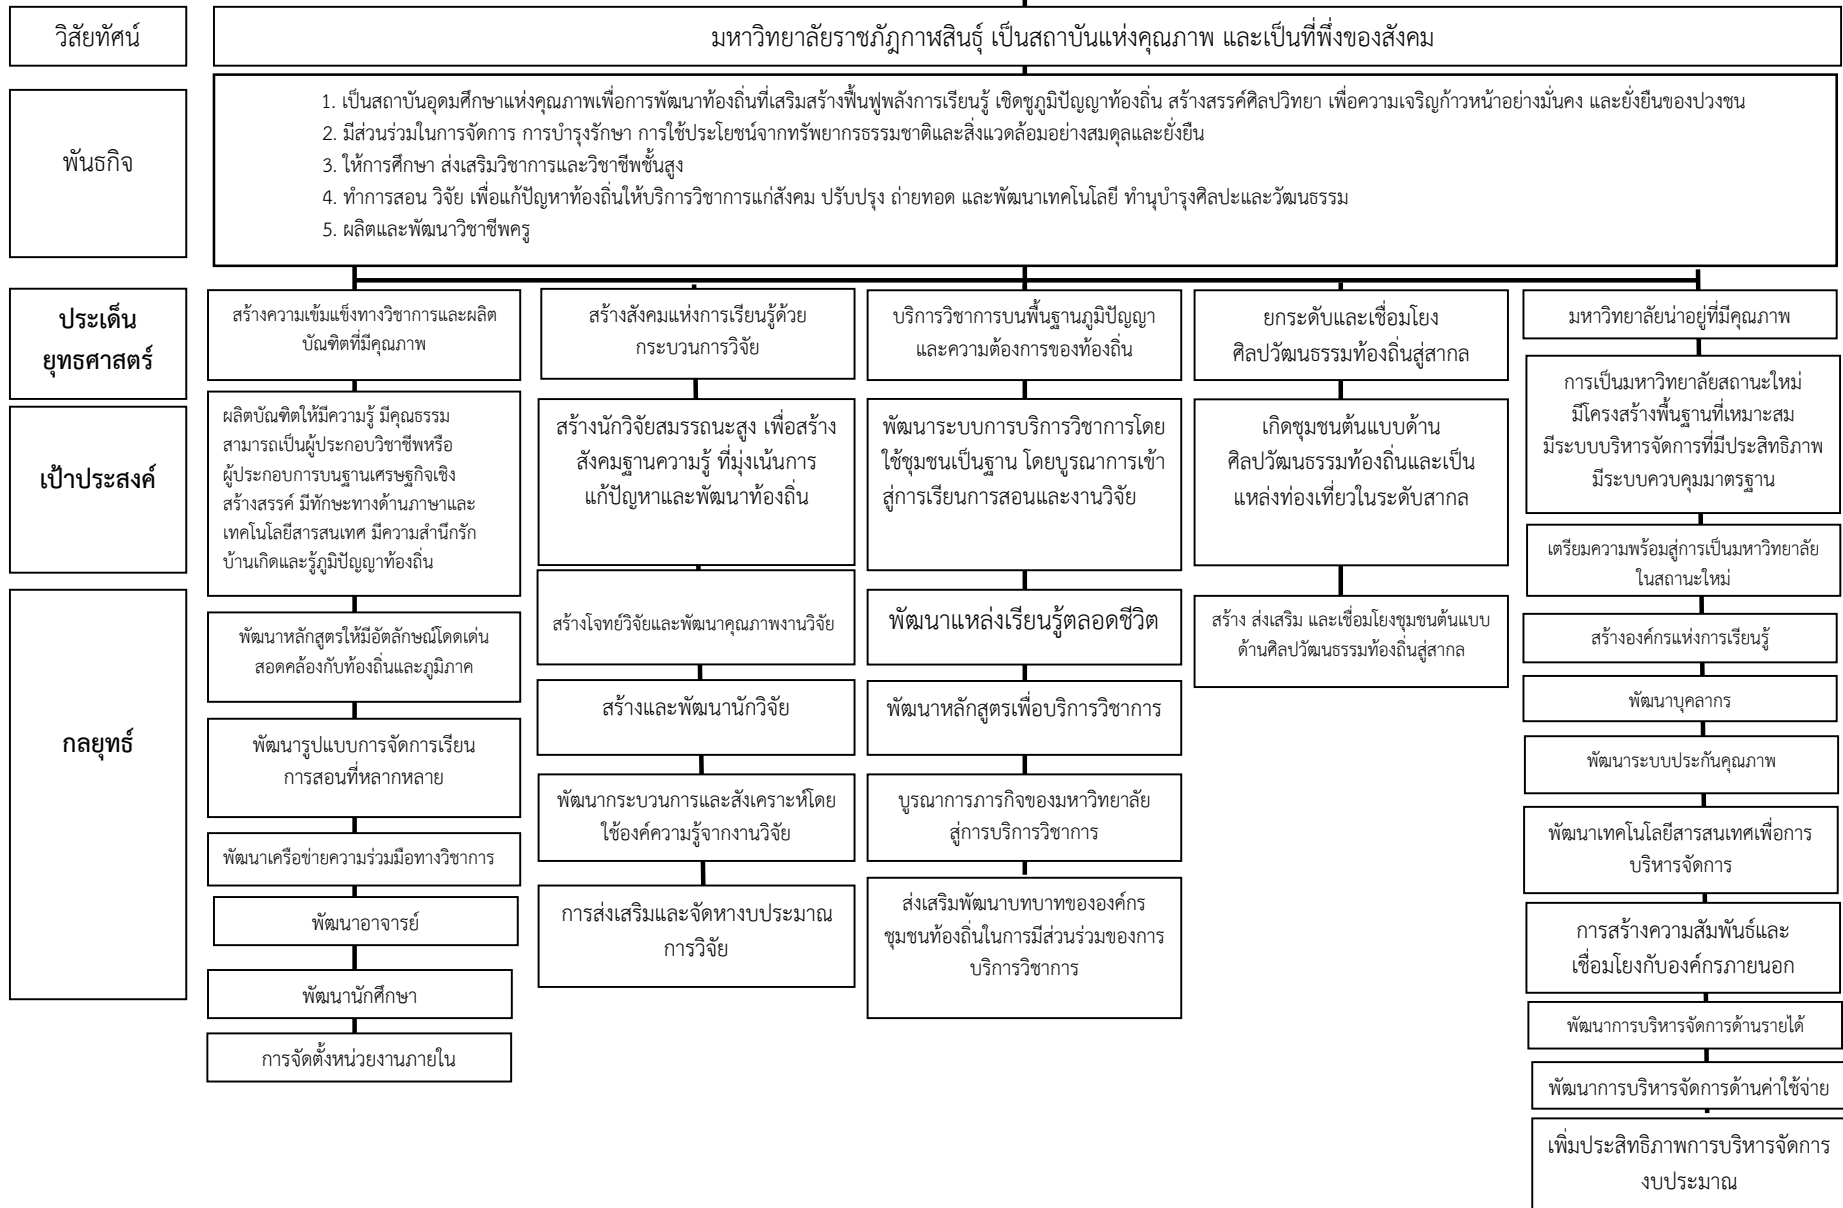 วิสัยทัศน์
มหาวิทยาลัยราชภัฎกาฬสินธุ์ เป็นสถาบันแห่งคุณภาพ และเป็นที่พึ่งของสังคม
พันธกิจ
1. เป็นสถาบันอุดมศึกษาแห่งคุณภาพเพื่อการพัฒนาท้องถิ่นที่เสริมสร้างฟื้นฟูพลังการเรียนรู้ เชิดชูภูมิปัญญาท้องถิ่น สร้างสรรค์ศิลปวิทยา เพื่อความเจริญก้าวหน้าอย่างมั่นคง และยั่งยืนของปวงชน
2. มีส่วนร่วมในการจัดการ การบำรุงรักษา การใช้ประโยชน์จากทรัพยากรธรรมชาติและสิ่งแวดล้อมอย่างสมดุลและยั่งยืน
3. ให้การศึกษา ส่งเสริมวิชาการและวิชาชีพชั้นสูง
4. ทำการสอน วิจัย เพื่อแก้ปัญหาท้องถิ่นให้บริการวิชาการแก่สังคม ปรับปรุง ถ่ายทอด และพัฒนาเทคโนโลยี ทำนุบำรุงศิลปะและวัฒนธรรม
5. ผลิตและพัฒนาวิชาชีพครู
ประเด็น
ยุทธศาสตร์
เป้าประสงค์
กลยุทธ์
สร้างความเข้มแข็งทางวิชาการและผลิต
บัณฑิตที่มีคุณภาพ
ผลิตบัณฑิตให้มีความรู้ มีคุณธรรม
สามารถเป็นผู้ประกอบวิชาชีพหรือ
ผู้ประกอบการบนฐานเศรษฐกิจเชิง
สร้างสรรค์ มีทักษะทางด้านภาษาและ
เทคโนโลยีสารสนเทศ มีความสำนึกรัก
บ้านเกิดและรู้ภูมิปัญญาท้องถิ่น
พัฒนาหลักสูตรให้มีอัตลักษณ์โดดเด่น
สอดคล้องกับท้องถิ่นและภูมิภาค
พัฒนารูปแบบการจัดการเรียน
การสอนที่หลากหลาย
พัฒนาเครือข่ายความร่วมมือทางวิชาการ
พัฒนาอาจารย์
พัฒนานักศึกษา
การจัดตั้งหน่วยงานภายใน
สร้างสังคมแห่งการเรียนรู้ด้วย
กระบวนการวิจัย
สร้างนักวิจัยสมรรถนะสูง เพื่อสร้าง
สังคมฐานความรู้ ที่มุ่งเน้นการ
แก้ปัญหาและพัฒนาท้องถิ่น
สร้างโจทย์วิจัยและพัฒนาคุณภาพงานวิจัย
สร้างและพัฒนานักวิจัย
พัฒนากระบวนการและสังเคราะห์โดย
ใช้องค์ความรู้จากงานวิจัย
การส่งเสริมและจัดหางบประมาณ
การวิจัย
บริการวิชาการบนพื้นฐานภูมิปัญญา
และความต้องการของท้องถิ่น
พัฒนาระบบการบริการวิชาการโดย
ใช้ชุมชนเป็นฐาน โดยบูรณาการเข้า
สู่การเรียนการสอนและงานวิจัย
พัฒนาแหล่งเรียนรู้ตลอดชีวิต
พัฒนาหลักสูตรเพื่อบริการวิชาการ
บูรณาการภารกิจของมหาวิทยาลัย
สู่การบริการวิชาการ
ส่งเสริมพัฒนาบทบาทขององค์กร
ชุมชนท้องถิ่นในการมีส่วนร่วมของการ
บริการวิชาการ
ยกระดับและเชื่อมโยง
ศิลปวัฒนธรรมท้องถิ่นสู่สากล
เกิดชุมชนต้นแบบด้าน
ศิลปวัฒนธรรมท้องถิ่นและเป็น
แหล่งท่องเที่ยวในระดับสากล
สร้าง ส่งเสริม และเชื่อมโยงชุมชนต้นแบบ
ด้านศิลปวัฒนธรรมท้องถิ่นสู่สากล
มหาวิทยาลัยน่าอยู่ที่มีคุณภาพ
การเป็นมหาวิทยาลัยสถานะใหม่
มีโครงสร้างพื้นฐานที่เหมาะสม
มีระบบบริหารจัดการที่มีประสิทธิภาพ
มีระบบควบคุมมาตรฐาน
เตรียมความพร้อมสู่การเป็นมหาวิทยาลัย
ในสถานะใหม่
สร้างองค์กรแห่งการเรียนรู้
พัฒนาบุคลากร
พัฒนาระบบประกันคุณภาพ
พัฒนาเทคโนโลยีสารสนเทศเพื่อการ
บริหารจัดการ
การสร้างความสัมพันธ์และ
เชื่อมโยงกับองค์กรภายนอก
พัฒนาการบริหารจัดการด้านรายได้
พัฒนาการบริหารจัดการด้านค่าใช้จ่าย
เพิ่มประสิทธิภาพการบริหารจัดการ
งบประมาณ